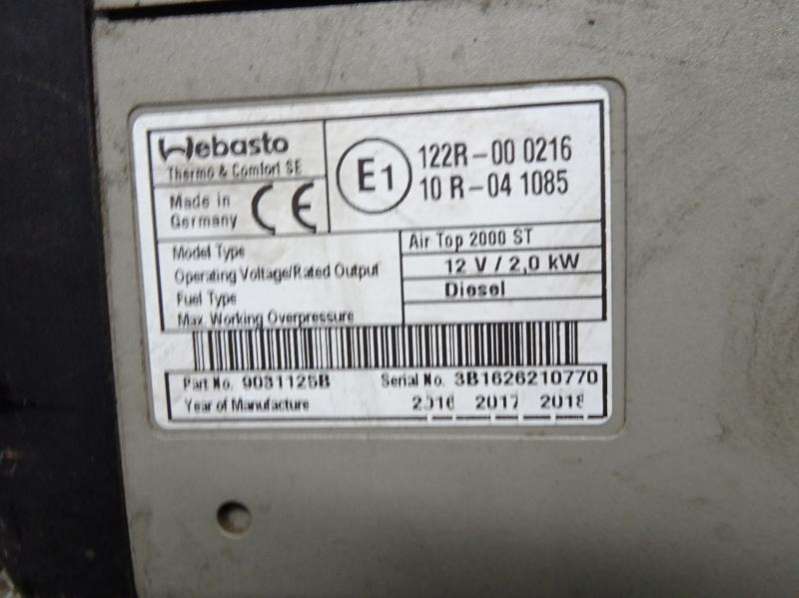 Webasto
Thermo & Comfort SE
Made in
Germany
CE
E1
122R-00 0216
10 R-04 1085
Model Type
Air Top 2000 ST
Operating Voltage/Rated Output
12 V / 2,0 kW
Fuel Type
Diesel
Max. Working Overpressure
Part No. 9031125B
Serial No. 3B1626210770
Year of Manufacture
2016 2017 2018